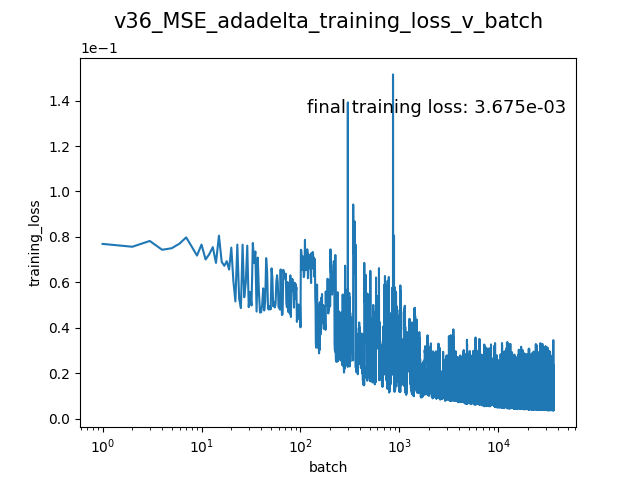 v36_MSE_adadelta_training_loss_v_batch
1e−1
final training loss: 3.675e-03
1.4
1.2
1.0
0.8
0.6
0.4
0.2
0.0
training_loss
10⁰ 10¹ 10² 10³ 10⁴
batch